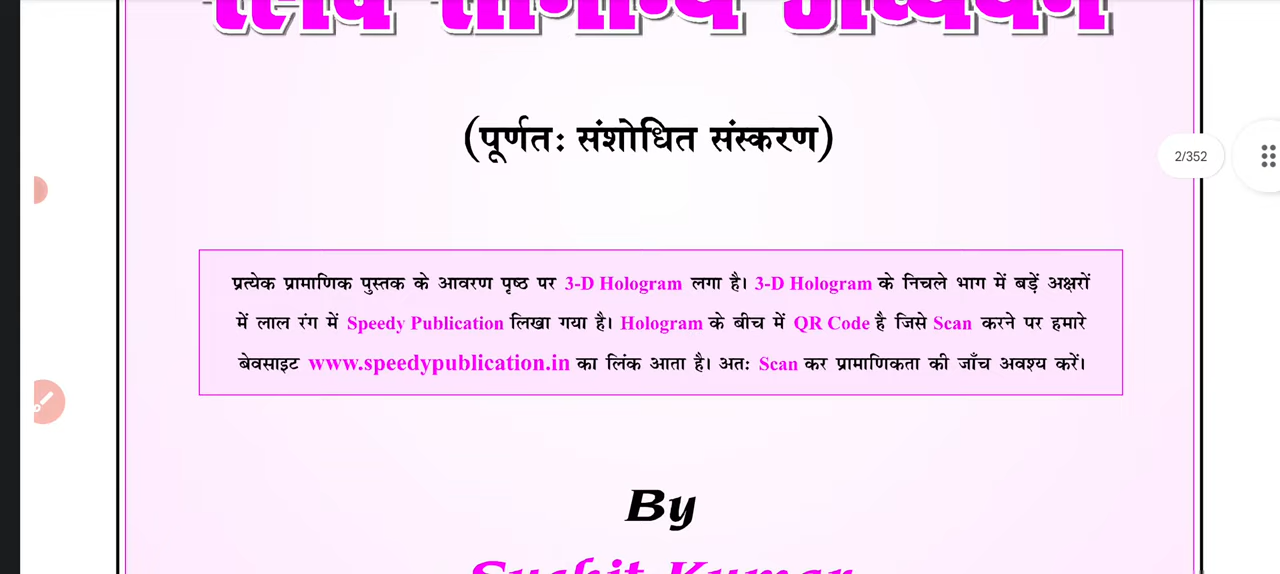 (पूर्णतः संशोधित संस्करण)
2/352
प्रत्येक प्रामाणिक पुस्तक के आवरण पृष्ठ पर 3-D Hologram लगा है। 3-D Hologram के निचले भाग में बड़ें अक्षरों
में लाल रंग में Speedy Publication लिखा गया है। Hologram के बीच में QR Code है जिसे Scan करने पर हमारे
बेवसाइट www.speedypublication.in का लिंक आता है। अतः Scan कर प्रामाणिकता की जाँच अवश्य करें।
By